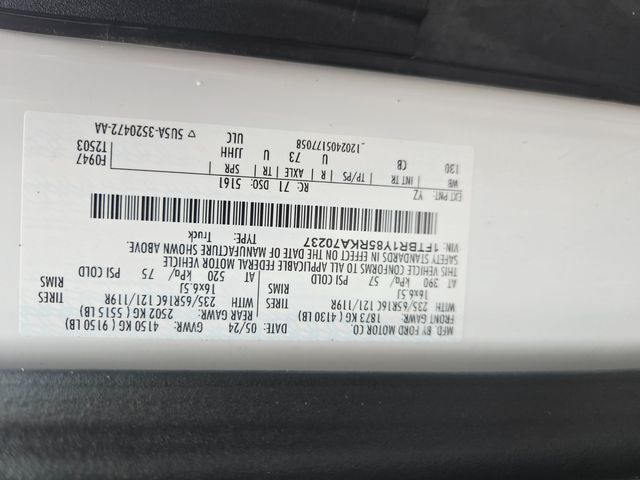 MFD. BY FORD MOTOR CO.
DATE: 05/24 GVWR: 4150 KG ( 9150 LB)
FRONT GAWR: 1873 KG ( 4130 LB) REAR GAWR: 2502 KG ( 5515 LB)
WITH 235/65R16C 121/119R TIRES WITH 235/65R16C 121/119R TIRES
16x6.5J RIMS 16x6.5J RIMS
AT 390 kPa/ 57 PSI COLD AT 520 kPa/ 75 PSI COLD
THIS VEHICLE CONFORMS TO ALL APPLICABLE FEDERAL MOTOR VEHICLE
SAFETY STANDARDS IN EFFECT ON THE DATE OF MANUFACTURE SHOWN ABOVE.
VIN: 1FTBR1Y85RKA70237 TYPE: Truck
EXT PNT: YZ RC: 71 DSO: 5161 F0947
T2503
WB INT TR TP/PS R AXLE TR SPR
130 CB U 73 U JJHH
_120240517705B ULC ▽ 5U5A-3520472-AA